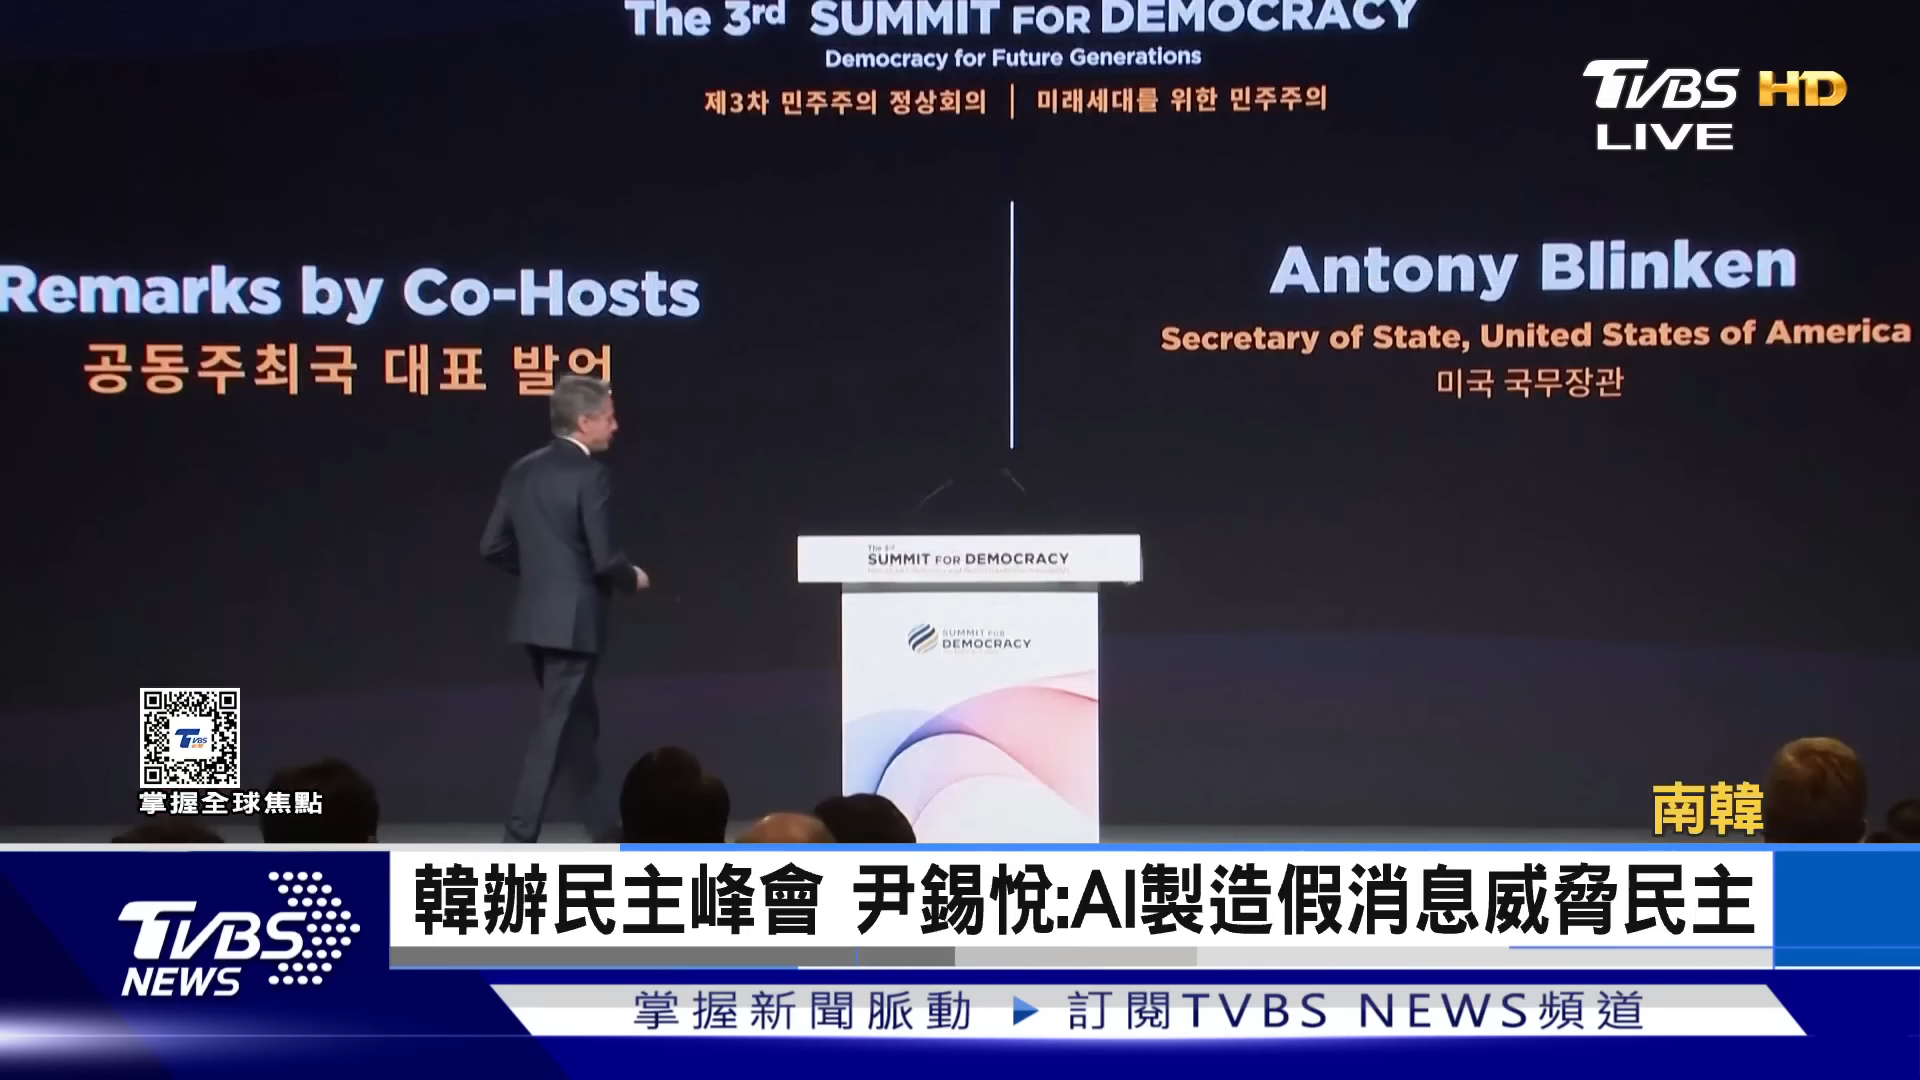 The 3rd SUMMIT FOR DEMOCRACY
Democracy for Future Generations
제3차 민주주의 정상회의 | 미래세대를 위한 민주주의
TVBS HD
LIVE
Remarks by Co-Hosts
공동주최국 대표 발언
Antony Blinken
Secretary of State, United States of America
미국 국무장관
The 3rd
SUMMIT FOR DEMOCRACY
SUMMIT FOR
DEMOCRACY
TVBS
掌握全球焦點
南韓
韓辦民主峰會 尹錫悅:AI製造假消息威脅民主
TVBS
NEWS
掌握新聞脈動 ▶ 訂閱TVBS NEWS頻道